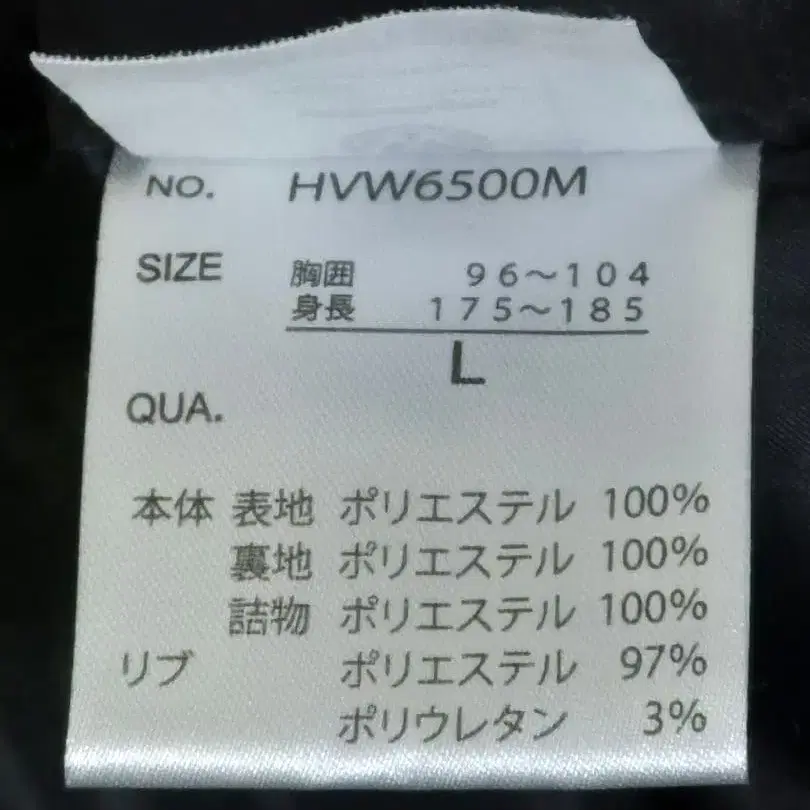 NO. HVW6500M
SIZE 胸囲 96～104
身長 175～185
L
QUA.
本体 表地 ポリエステル 100%
裏地 ポリエステル 100%
詰物 ポリエステル 100%
リブ ポリエステル 97%
ポリウレタン 3%